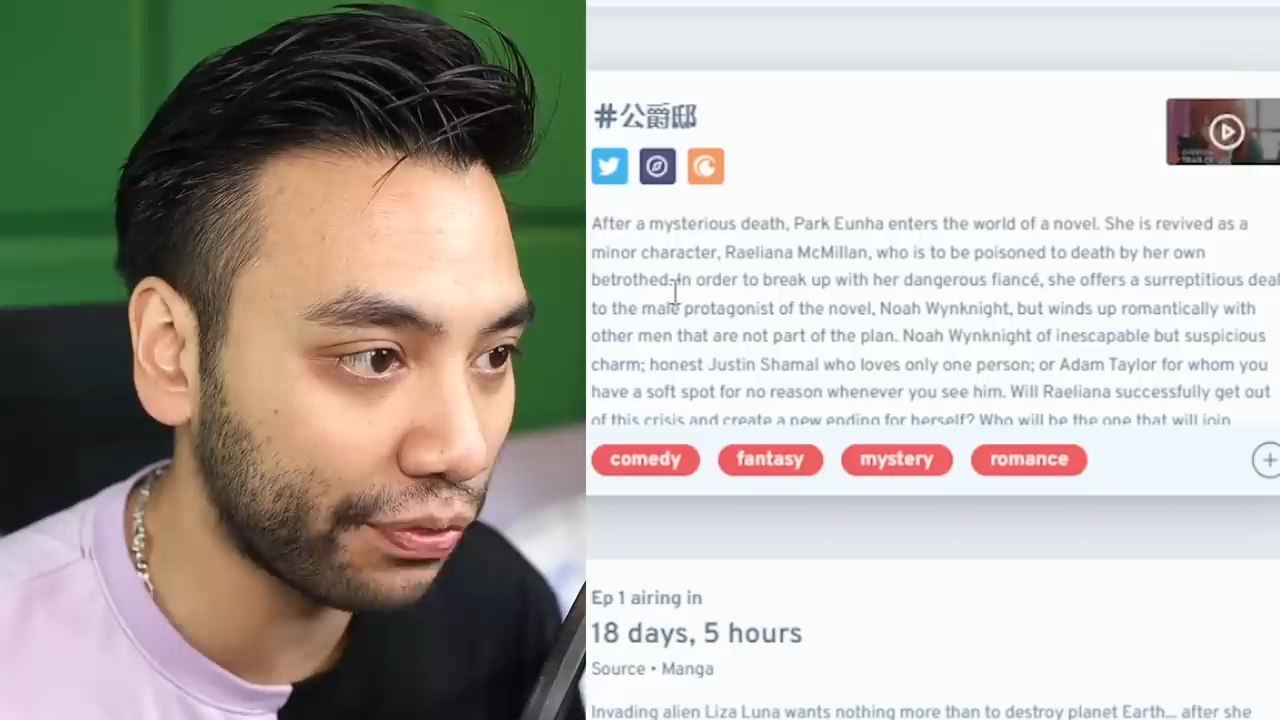 #公爵邸
After a mysterious death, Park Eunha enters the world of a novel. She is revived as a
minor character, Raeliana McMillan, who is to be poisoned to death by her own
betrothed. In order to break up with her dangerous fiancé, she offers a surreptitious deal
to the male protagonist of the novel, Noah Wynknight, but winds up romantically with
other men that are not part of the plan. Noah Wynknight of inescapable but suspicious
charm; honest Justin Shamal who loves only one person; or Adam Taylor for whom you
have a soft spot for no reason whenever you see him. Will Raeliana successfully get out
of this crisis and create a new ending for herself? Who will be the one that will join
comedy fantasy mystery romance
Ep 1 airing in
18 days, 5 hours
Source • Manga
Invading alien Liza Luna wants nothing more than to destroy planet Earth... after she